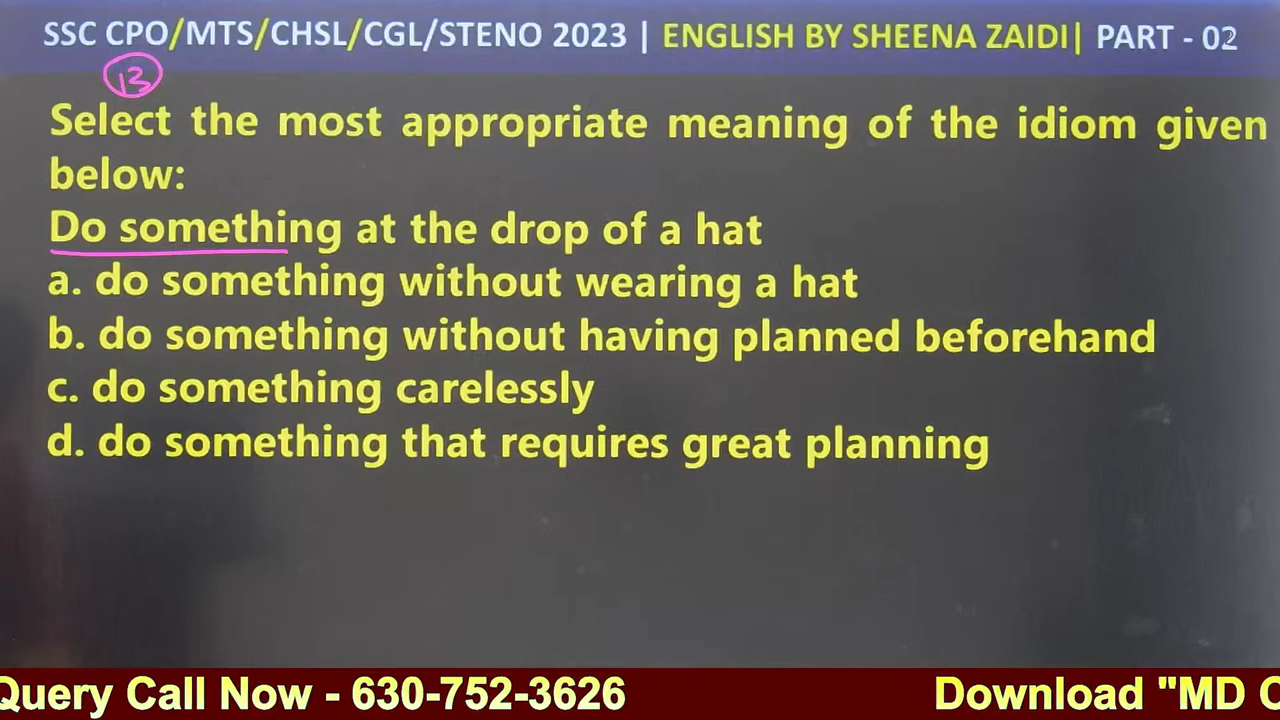 SSC CPO/MTS/CHSL/CGL/STENO 2023 | ENGLISH BY SHEENA ZAIDI| PART - 02
13
Select the most appropriate meaning of the idiom given
below:
Do something at the drop of a hat
a. do something without wearing a hat
b. do something without having planned beforehand
c. do something carelessly
d. do something that requires great planning
Query Call Now - 630-752-3626 Download "MD C